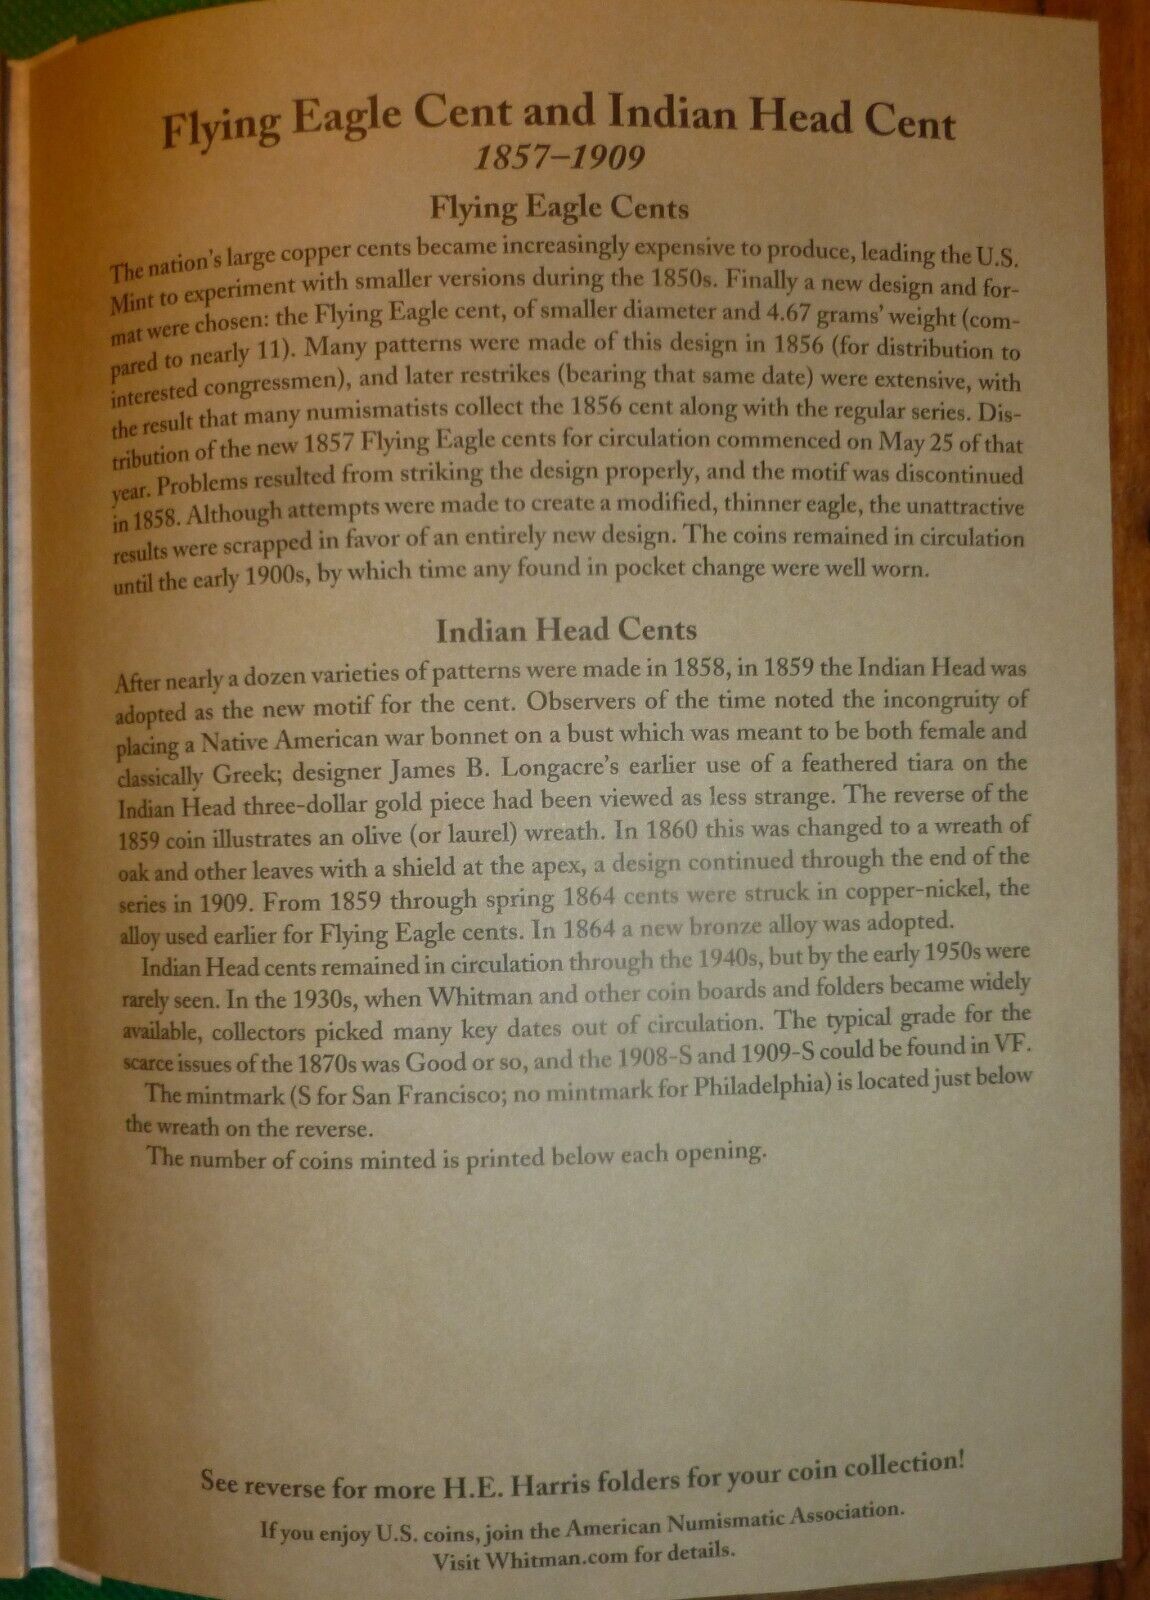 Flying Eagle Cent and Indian Head Cent
1857–1909
Flying Eagle Cents
The nation's large copper cents became increasingly expensive to produce, leading the U.S.
Mint to experiment with smaller versions during the 1850s. Finally a new design and for-
mat were chosen: the Flying Eagle cent, of smaller diameter and 4.67 grams' weight (com-
pared to nearly 11). Many patterns were made of this design in 1856 (for distribution to
interested congressmen), and later restrikes (bearing that same date) were extensive, with
the result that many numismatists collect the 1856 cent along with the regular series. Dis-
tribution of the new 1857 Flying Eagle cents for circulation commenced on May 25 of that
year. Problems resulted from striking the design properly, and the motif was discontinued
in 1858. Although attempts were made to create a modified, thinner eagle, the unattractive
results were scrapped in favor of an entirely new design. The coins remained in circulation
until the early 1900s, by which time any found in pocket change were well worn.
Indian Head Cents
After nearly a dozen varieties of patterns were made in 1858, in 1859 the Indian Head was
adopted as the new motif for the cent. Observers of the time noted the incongruity of
placing a Native American war bonnet on a bust which was meant to be both female and
classically Greek; designer James B. Longacre's earlier use of a feathered tiara on the
Indian Head three-dollar gold piece had been viewed as less strange. The reverse of the
1859 coin illustrates an olive (or laurel) wreath. In 1860 this was changed to a wreath of
oak and other leaves with a shield at the apex, a design continued through the end of the
series in 1909. From 1859 through spring 1864 cents were struck in copper-nickel, the
alloy used earlier for Flying Eagle cents. In 1864 a new bronze alloy was adopted.
Indian Head cents remained in circulation through the 1940s, but by the early 1950s were
rarely seen. In the 1930s, when Whitman and other coin boards and folders became widely
available, collectors picked many key dates out of circulation. The typical grade for the
scarce issues of the 1870s was Good or so, and the 1908-S and 1909-S could be found in VF.
The mintmark (S for San Francisco; no mintmark for Philadelphia) is located just below
the wreath on the reverse.
The number of coins minted is printed below each opening.
See reverse for more H.E. Harris folders for your coin collection!
If you enjoy U.S. coins, join the American Numismatic Association.
Visit Whitman.com for details.